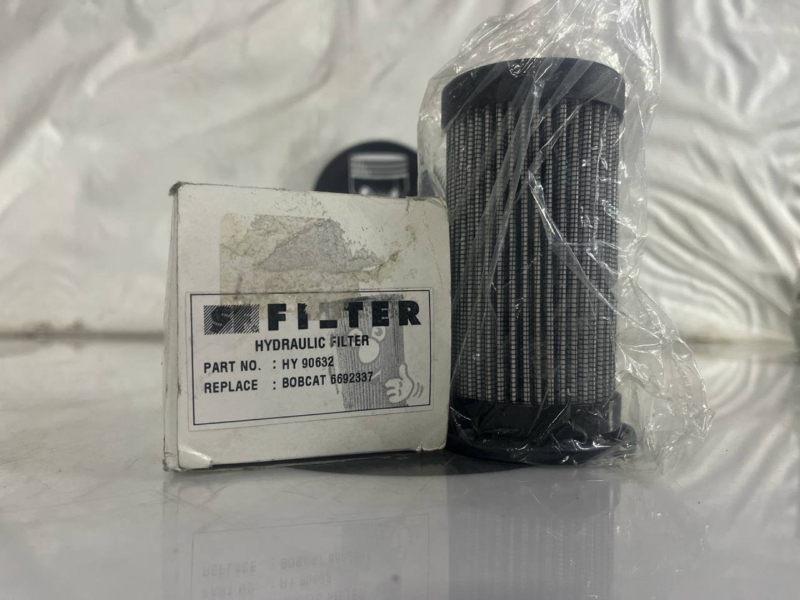 SF FILTER
HYDRAULIC FILTER
PART NO. : HY 90632
REPLACE : BOBCAT 6692337